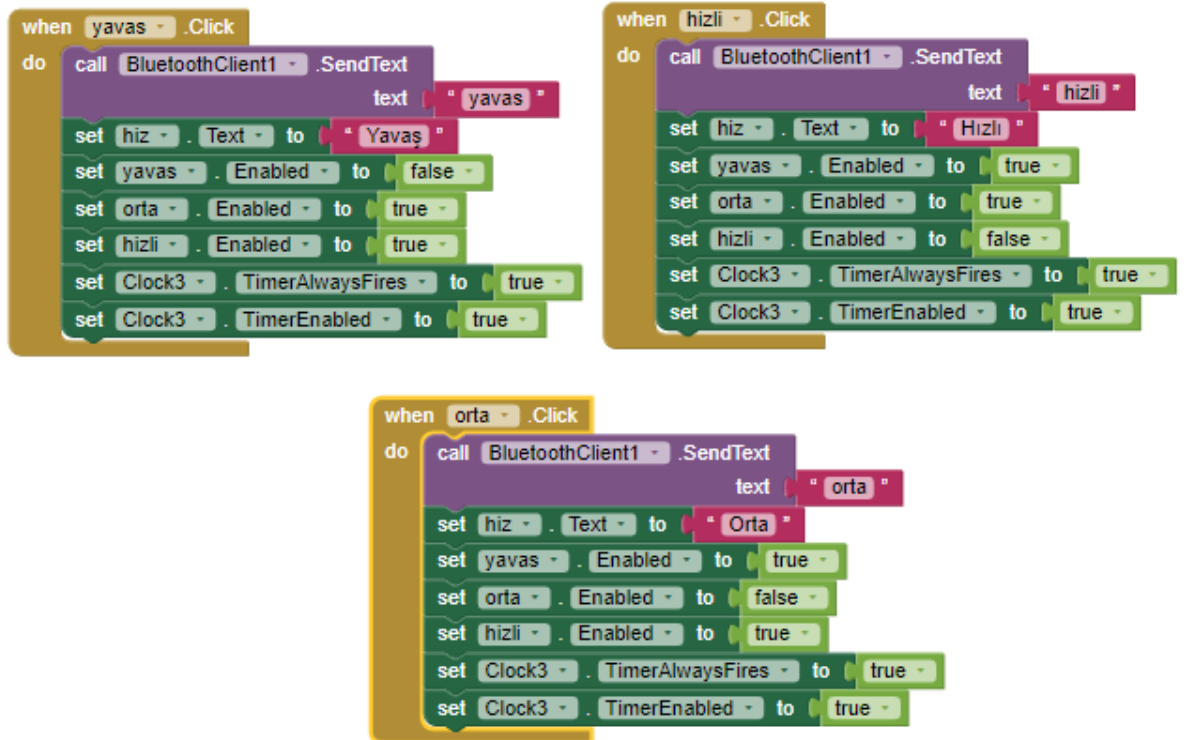 when yavas .Click
do call BluetoothClient1 .SendText
text " yavas "
set hiz . Text to " Yavaş "
set yavas . Enabled to false
set orta . Enabled to true
set hizli . Enabled to true
set Clock3 . TimerAlwaysFires to true
set Clock3 . TimerEnabled to true
when hizli .Click
do call BluetoothClient1 .SendText
text " hizli "
set hiz . Text to " Hızlı "
set yavas . Enabled to true
set orta . Enabled to true
set hizli . Enabled to false
set Clock3 . TimerAlwaysFires to true
set Clock3 . TimerEnabled to true
when orta .Click
do call BluetoothClient1 .SendText
text " orta "
set hiz . Text to " Orta "
set yavas . Enabled to true
set orta . Enabled to false
set hizli . Enabled to true
set Clock3 . TimerAlwaysFires to true
set Clock3 . TimerEnabled to true